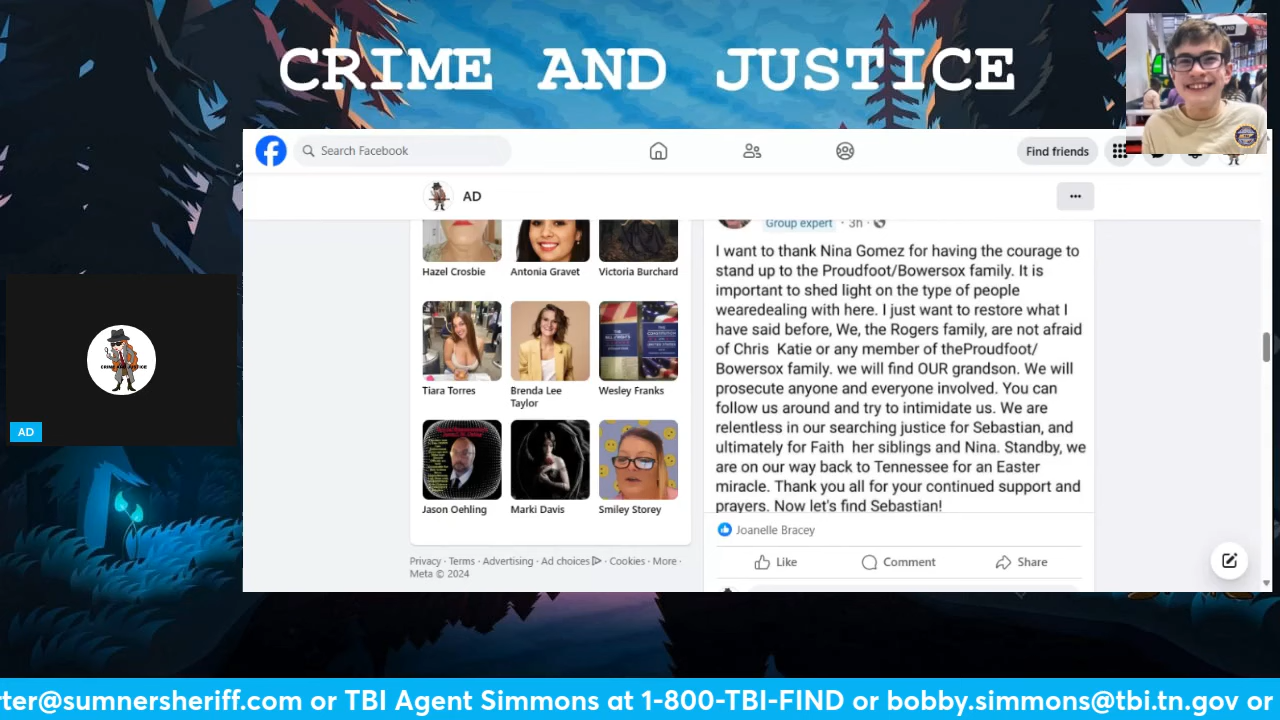 CRIME AND JUSTICE
Search Facebook
Find friends
AD
Group expert · 3h ·
Hazel Crosbie
Antonia Gravet
Victoria Burchard
Tiara Torres
Brenda Lee
Taylor
Wesley Franks
Jason Oehling
Marki Davis
Smiley Storey
Privacy · Terms · Advertising · Ad choices · Cookies · More ·
Meta © 2024
I want to thank Nina Gomez for having the courage to
stand up to the Proudfoot/Bowersox family. It is
important to shed light on the type of people
wearedealing with here. I just want to restore what I
have said before, We, the Rogers family, are not afraid
of Chris Katie or any member of theProudfoot/
Bowersox family. we will find OUR grandson. We will
prosecute anyone and everyone involved. You can
follow us around and try to intimidate us. We are
relentless in our searching justice for Sebastian, and
ultimately for Faith her siblings and Nina. Standby, we
are on our way back to Tennessee for an Easter
miracle. Thank you all for your continued support and
prayers. Now let's find Sebastian!
Joanelle Bracey
Like
Comment
Share
CRIME AND JUSTICE
AD
rter@sumnersheriff.com or TBI Agent Simmons at 1-800-TBI-FIND or bobby.simmons@tbi.tn.gov or